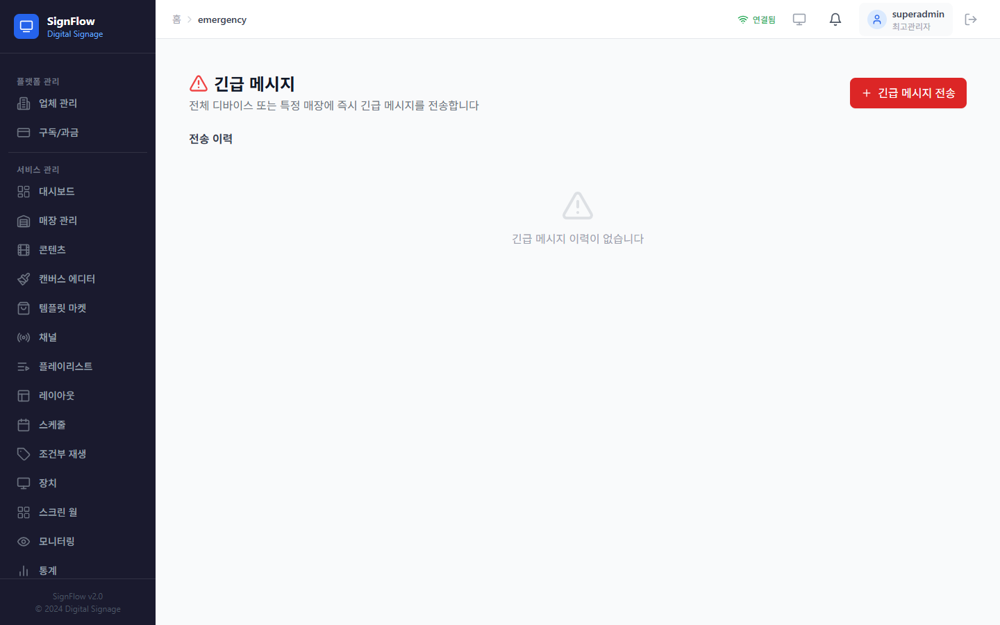 SignFlow
Digital Signage
플랫폼 관리
업체 관리
구독/과금
서비스 관리
대시보드
매장 관리
콘텐츠
캔버스 에디터
템플릿 마켓
채널
플레이리스트
레이아웃
스케줄
조건부 재생
장치
스크린 월
모니터링
통계
SignFlow v2.0
© 2024 Digital Signage
홈 > emergency
연결됨
superadmin
최고관리자
긴급 메시지
전체 디바이스 또는 특정 매장에 즉시 긴급 메시지를 전송합니다
+ 긴급 메시지 전송
전송 이력
긴급 메시지 이력이 없습니다